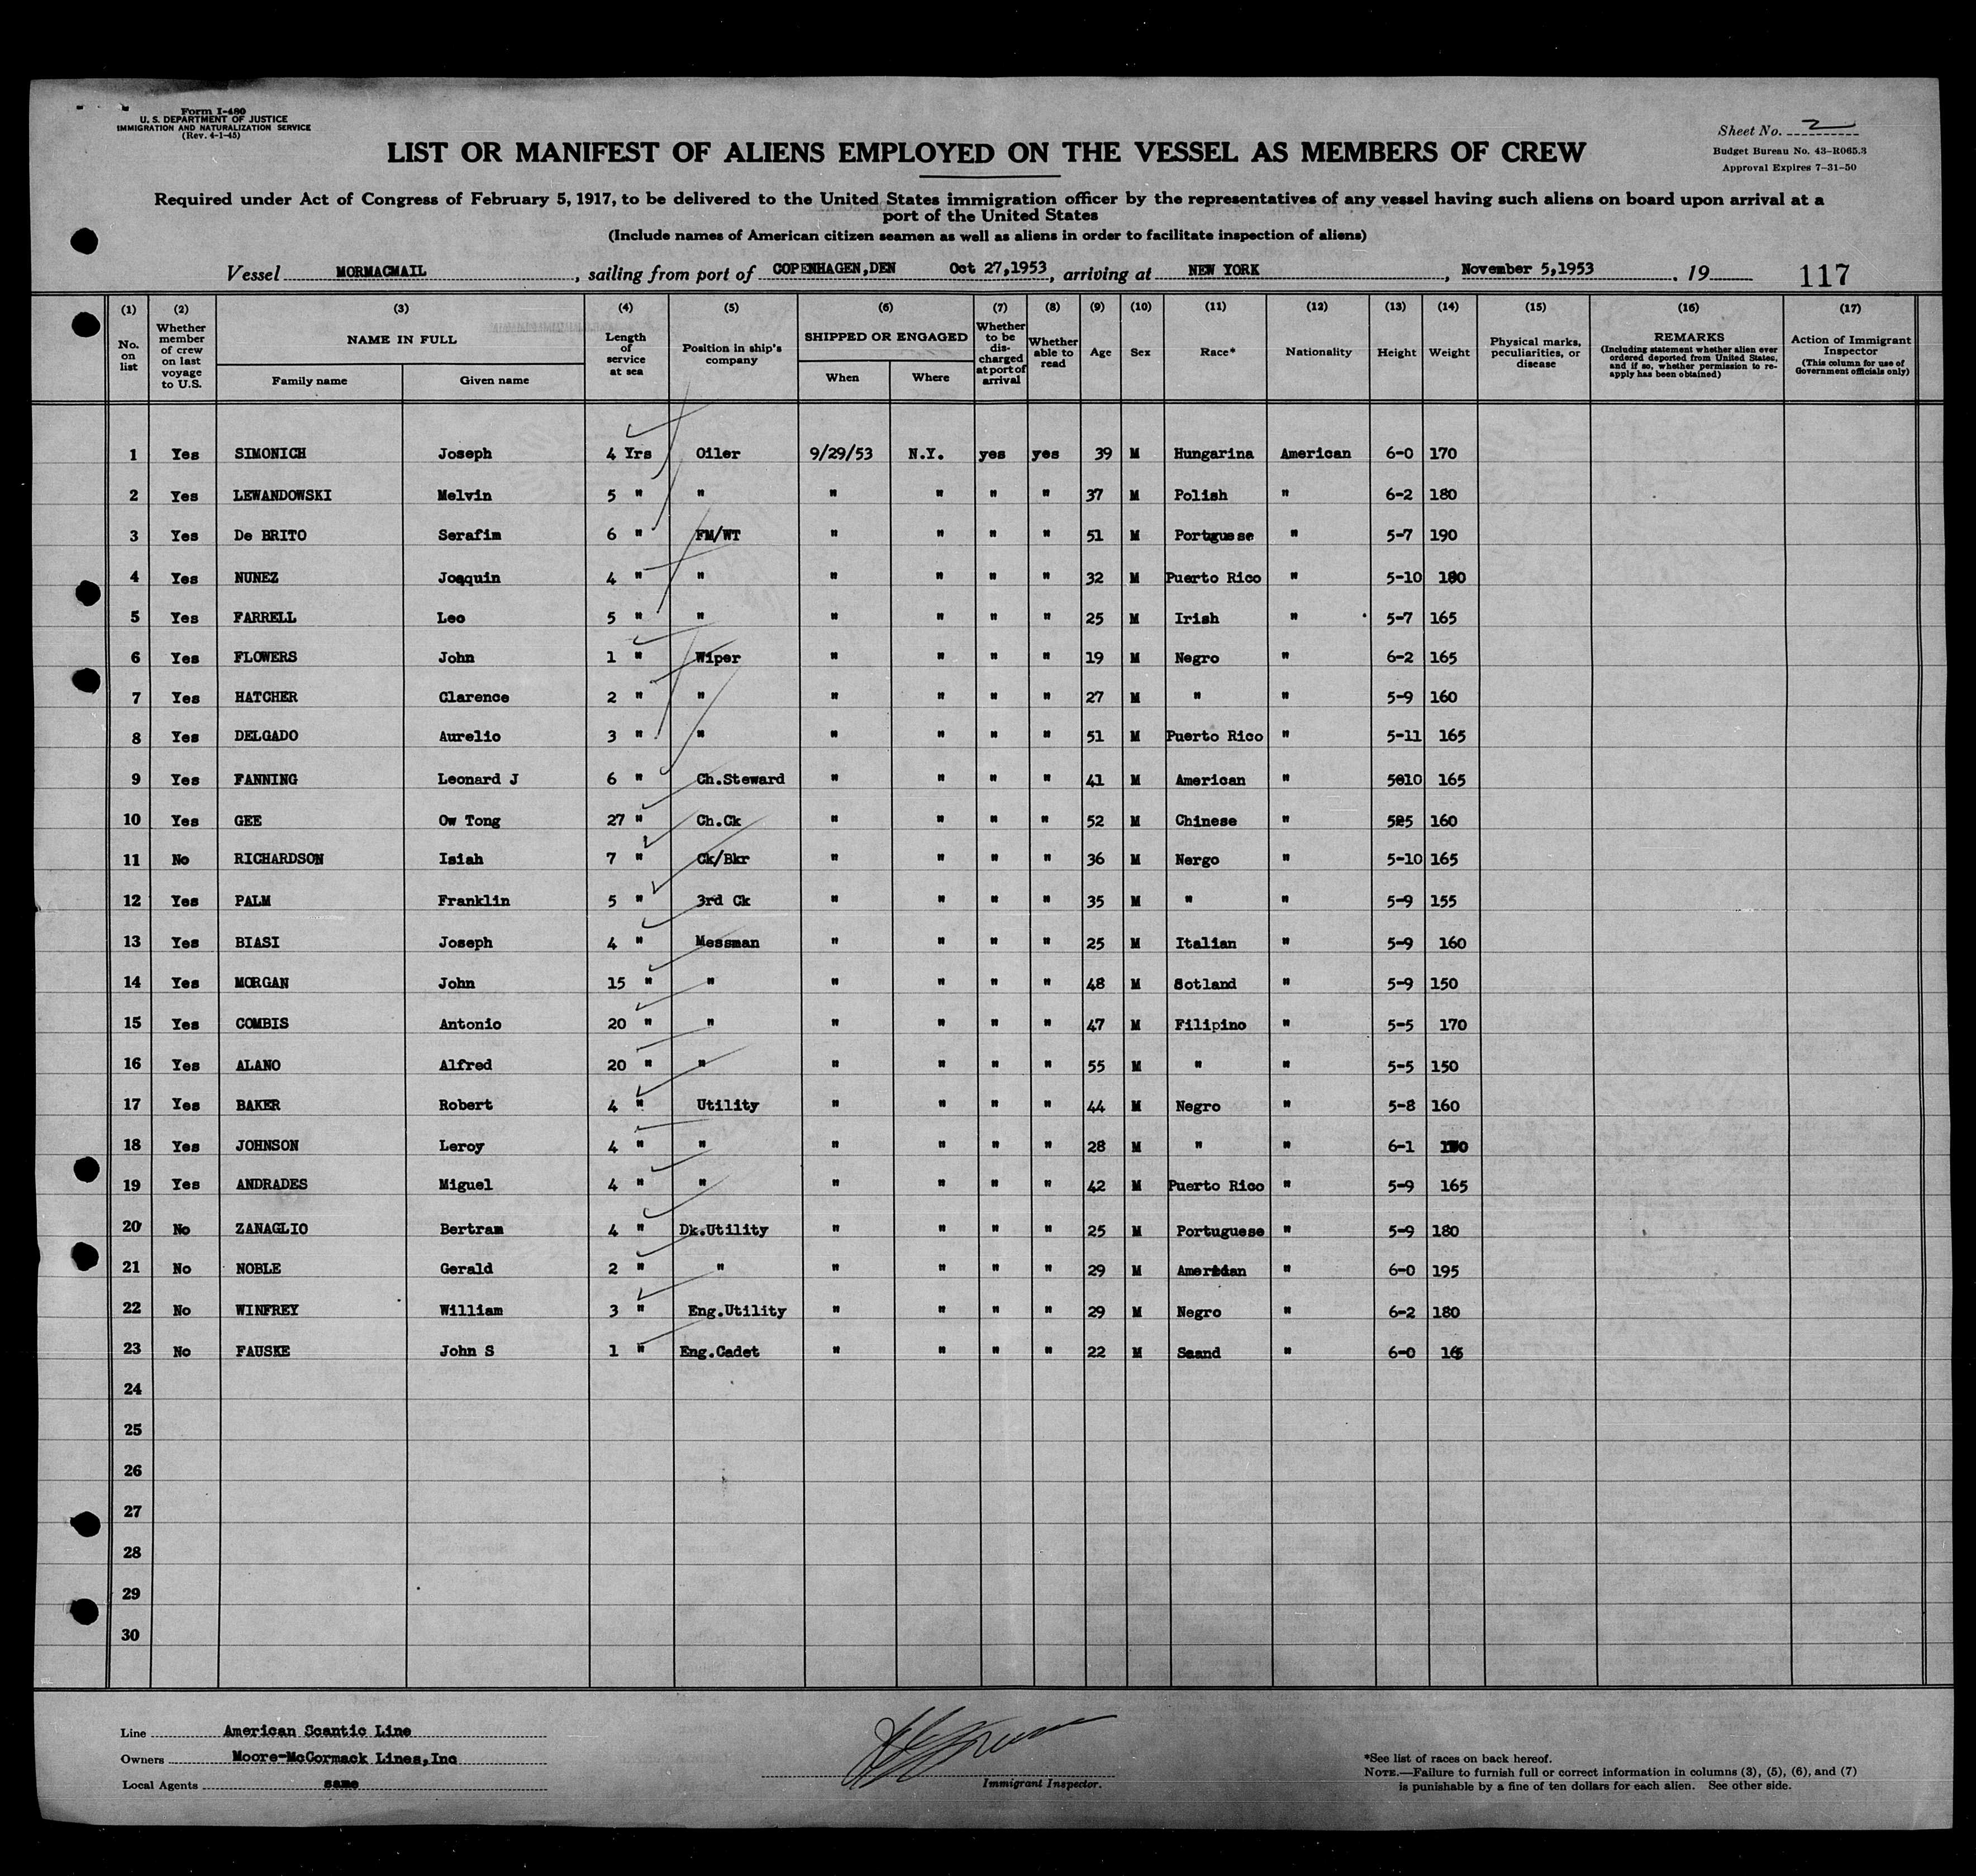 Form I-480
U. S. DEPARTMENT OF JUSTICE
IMMIGRATION AND NATURALIZATION SERVICE
(Rev. 4-1-45)
Sheet No. 2
Budget Bureau No. 43-R065.3
Approval Expires 7-31-50
LIST OR MANIFEST OF ALIENS EMPLOYED ON THE VESSEL AS MEMBERS OF CREW
Required under Act of Congress of February 5, 1917, to be delivered to the United States immigration officer by the representatives of any vessel having such aliens on board upon arrival at a
port of the United States
(Include names of American citizen seamen as well as aliens in order to facilitate inspection of aliens)
Vessel MORMACMAIL, sailing from port of COPENHAGEN,DEN Oct 27,1953, arriving at NEW YORK, November 5,1953, 19 117
(1) (2) (3) (4) (5) (6) (7) (8) (9) (10) (11) (12) (13) (14) (15) (16) (17)
No. on list Whether member of crew on last voyage to U.S. NAME IN FULL Family name Given name Length of service at sea Position in ship's company SHIPPED OR ENGAGED When Where Whether to be discharged at port of arrival Whether able to read Age Sex Race* Nationality Height Weight Physical marks, peculiarities, or disease REMARKS (Including statement whether alien ever ordered deported from United States, and if so, whether permission to re-apply has been obtained) Action of Immigrant Inspector (This column for use of Government officials only)
1 Yes SIMONICH Joseph 4 Yrs Oiler 9/29/53 N.Y. yes yes 39 M Hungarina American 6-0 170
2 Yes LEWANDOWSKI Melvin 5 " " " " " " 37 M Polish " 6-2 180
3 Yes De BRITO Serafim 6 " FM/WT " " " " 51 M Portguese " 5-7 190
4 Yes NUNEZ Joaquin 4 " " " " " " 32 M Puerto Rico " 5-10 180
5 Yes FARRELL Leo 5 " " " " " " 25 M Irish " 5-7 165
6 Yes FLOWERS John 1 " Wiper " " " " 19 M Negro " 6-2 165
7 Yes HATCHER Clarence 2 " " " " " " 27 M " " 5-9 160
8 Yes DELGADO Aurelio 3 " " " " " " 51 M Puerto Rico " 5-11 165
9 Yes FANNING Leonard J 6 " Ch.Steward " " " " 41 M American " 5010 165
10 Yes GEE Ow Tong 27 " Ch.Ck " " " " 52 M Chinese " 160
11 No RICHARDSON Isiah 7 " Ck/Bkr " " " " 36 M Nergo " 5-10 165
12 Yes PALM Franklin 5 " 3rd Ck " " " " 35 M " " 5-9 155
13 Yes BIASI Joseph 4 " Messman " " " " 25 M Italian " 5-9 160
14 Yes MORGAN John 15 " " " " " " 48 M Sotland " 5-9 150
15 Yes COMBIS Antonio 20 " " " " " " 47 M Filipino " 5-5 170
16 Yes ALANO Alfred 20 " " " " " " 55 M " " 5-5 150
17 Yes BAKER Robert 4 " Utility " " " " 44 M Negro " 5-8 160
18 Yes JOHNSON Leroy 4 " " " " " " 28 M " " 6-1
19 Yes ANDRADES Miguel 4 " " " " " " 42 M Puerto Rico " 5-9 165
20 No ZANAGLIO Bertram 4 " Dk.Utility " " " " 25 M Portuguese " 5-9 180
21 No NOBLE Gerald 2 " " " " " " 29 M American " 6-0 195
22 No WINFREY William 3 " Eng.Utility " " " " 29 M Negro " 6-2 180
23 No FAUSKE John S 1 " Eng.Cadet " " " " 22 M " 6-0
24
25
26
27
28
29
30
Line American Scantic Line
Owners Moore-McCormack Lines,Inc
Local Agents same
Immigrant Inspector.
*See list of races on back hereof.
NOTE.—Failure to furnish full or correct information in columns (3), (5), (6), and (7)
is punishable by a fine of ten dollars for each alien. See other side.